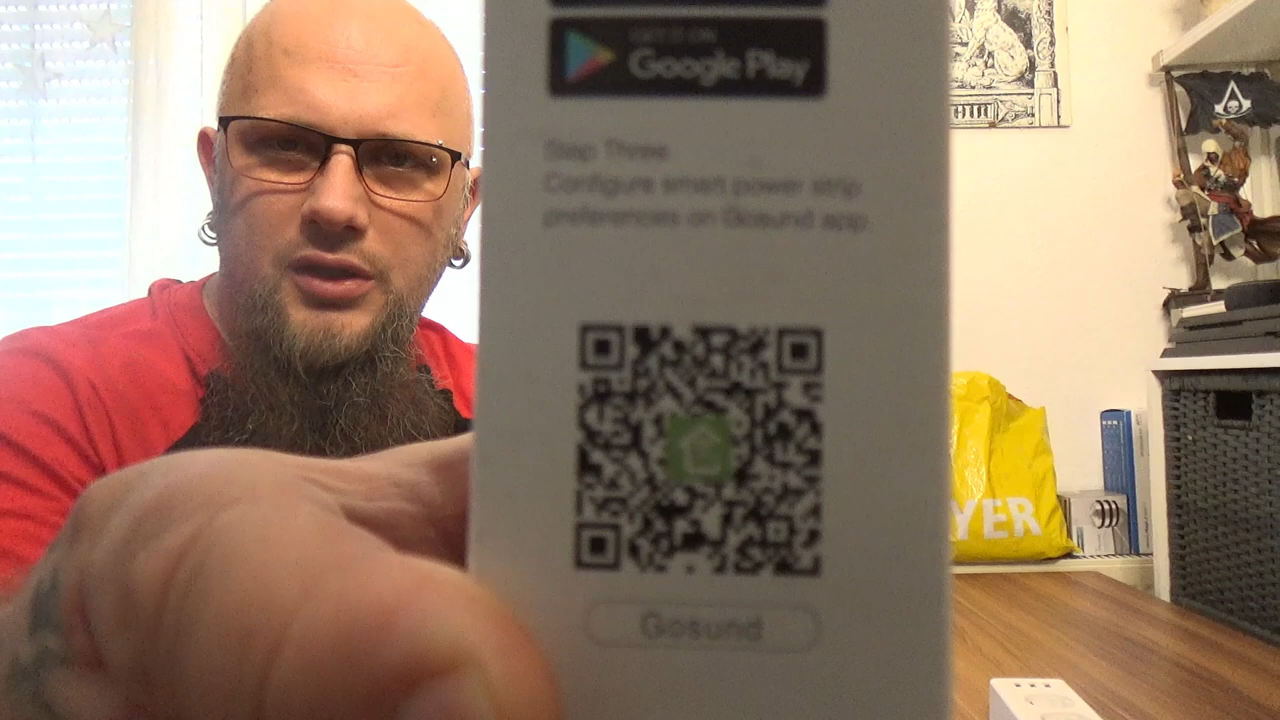 GET IT ON
Google Play
Step Three
Configure smart power strip
preferences on Gosund app.
Gosund
YER